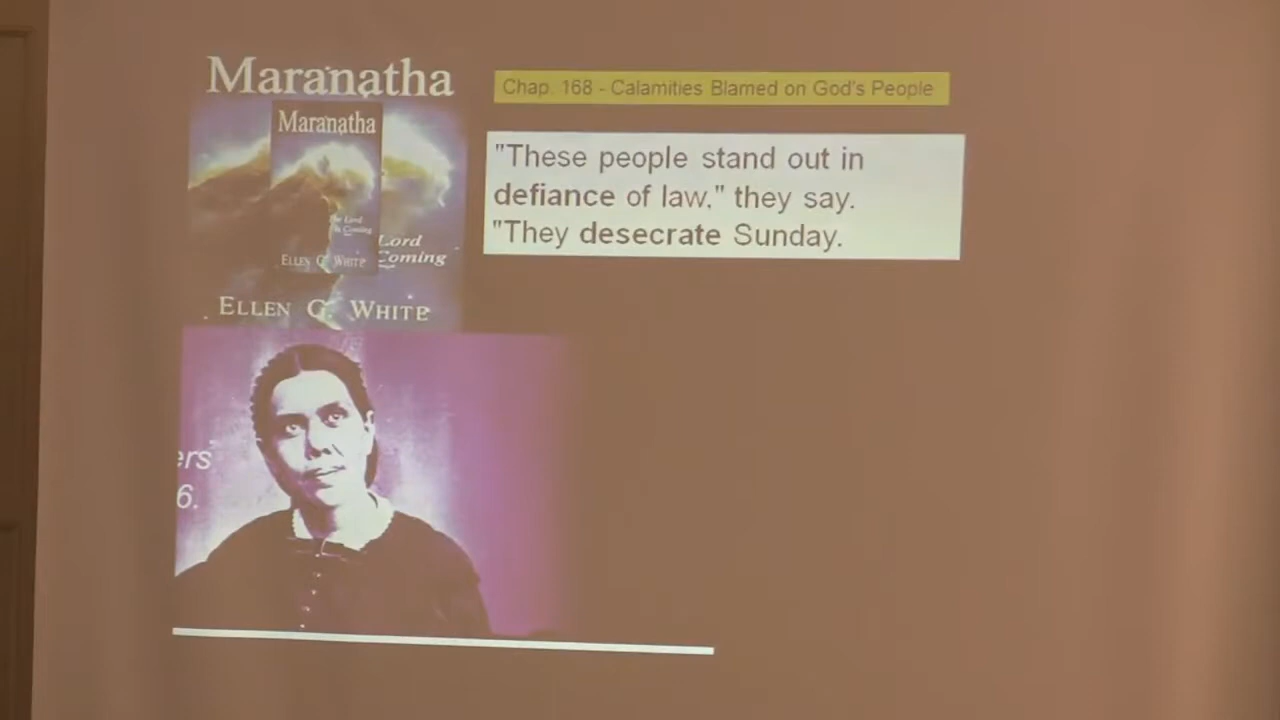 Maranatha
Maranatha
The Lord
Is Coming
ELLEN G. WHITE
Lord
Coming
ELLEN G. WHITE
Chap. 168 - Calamities Blamed on God's People
"These people stand out in
defiance of law," they say.
"They desecrate Sunday.
ers
6.